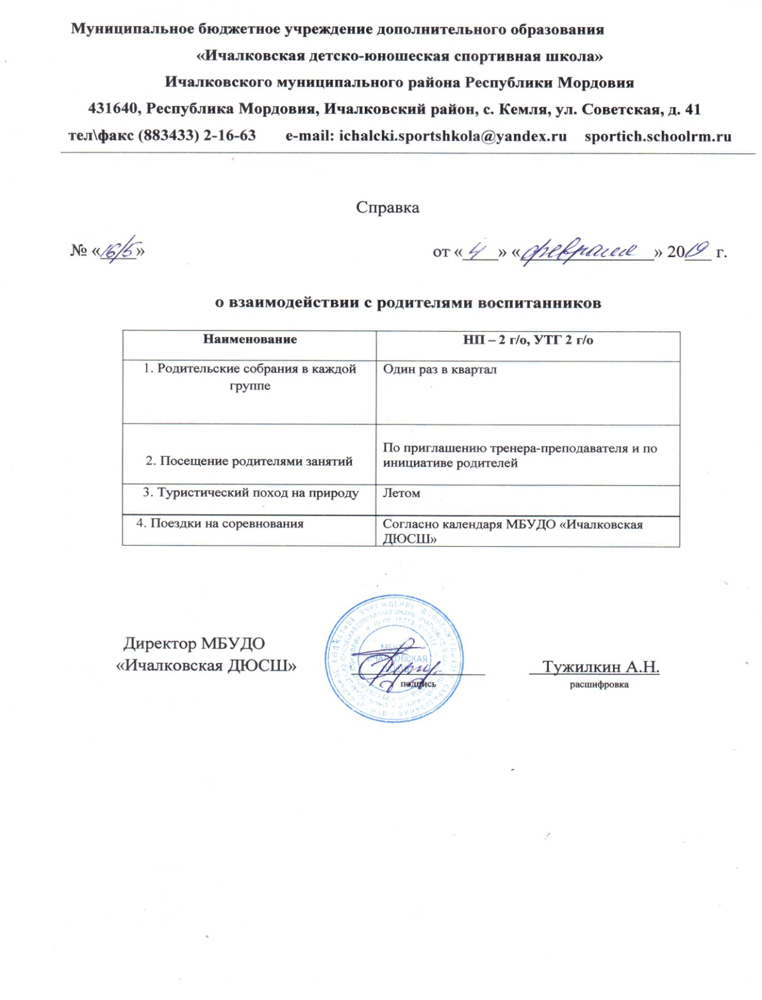 Муниципальное бюджетное учреждение дополнительного образования
«Ичалковская детско-юношеская спортивная школа»
Ичалковского муниципального района Республики Мордовия
431640, Республика Мордовия, Ичалковский район, с. Кемля, ул. Советская, д. 41
тел\факс (883433) 2-16-63 e-mail: ichalcki.sportshkola@yandex.ru sportich.schoolrm.ru
Справка
№ «16/5» от «4» «февраля» 2019 г.
о взаимодействии с родителями воспитанников
Наименование НП – 2 г/о, УТГ 2 г/о
1. Родительские собрания в каждой
группе
Один раз в квартал
2. Посещение родителями занятий
По приглашению тренера-преподавателя и по
инициативе родителей
3. Туристический поход на природу Летом
4. Поездки на соревнования
Согласно календаря МБУДО «Ичалковская
ДЮСШ»
Директор МБУДО
«Ичалковская ДЮСШ» Тужилкин А.Н.
подпись расшифровка
МБУДО
ИЧАЛКОВСКАЯ